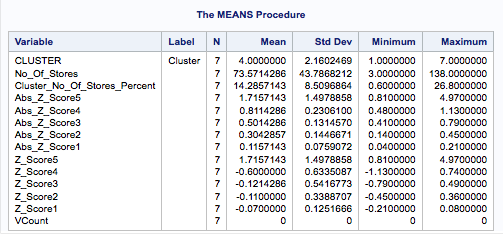 The MEANS Procedure
Variable Label N Mean Std Dev Minimum Maximum
CLUSTER Cluster 7 4.0000000 2.1602469 1.0000000 7.0000000
No_Of_Stores 7 73.5714286 43.7868212 3.0000000 138.0000000
Cluster_No_Of_Stores_Percent 7 14.2857143 8.5096864 0.6000000 26.8000000
Abs_Z_Score5 7 1.7157143 1.4978858 0.8100000 4.9700000
Abs_Z_Score4 7 0.8114286 0.2306100 0.4800000 1.1300000
Abs_Z_Score3 7 0.5014286 0.1314570 0.4100000 0.7900000
Abs_Z_Score2 7 0.3042857 0.1446671 0.1400000 0.4500000
Abs_Z_Score1 7 0.1157143 0.0759072 0.0400000 0.2100000
Z_Score5 7 1.7157143 1.4978858 0.8100000 4.9700000
Z_Score4 7 -0.6000000 0.6335088 -1.1300000 0.7400000
Z_Score3 7 -0.1214286 0.5416773 -0.7900000 0.4900000
Z_Score2 7 -0.1100000 0.3388707 -0.4500000 0.3600000
Z_Score1 7 -0.0700000 0.1251666 -0.2100000 0.0800000
VCount 7 0 0 0 0